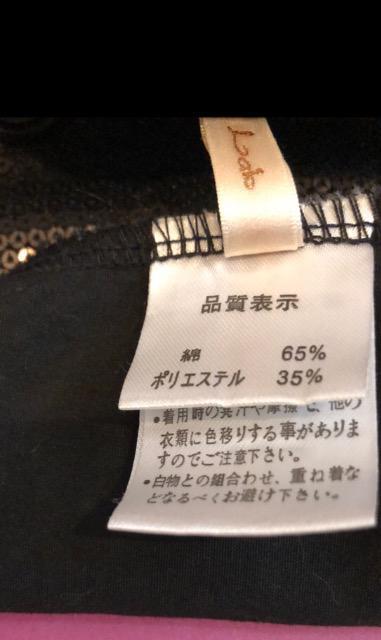 Lab
品質表示
綿 65%
ポリエステル 35%
•着用時の発汗や摩擦で、他の
衣類に色移りする事がありま
すのでご注意下さい。
•白物との組合わせ、重ね着な
どなるべくお避け下さい。